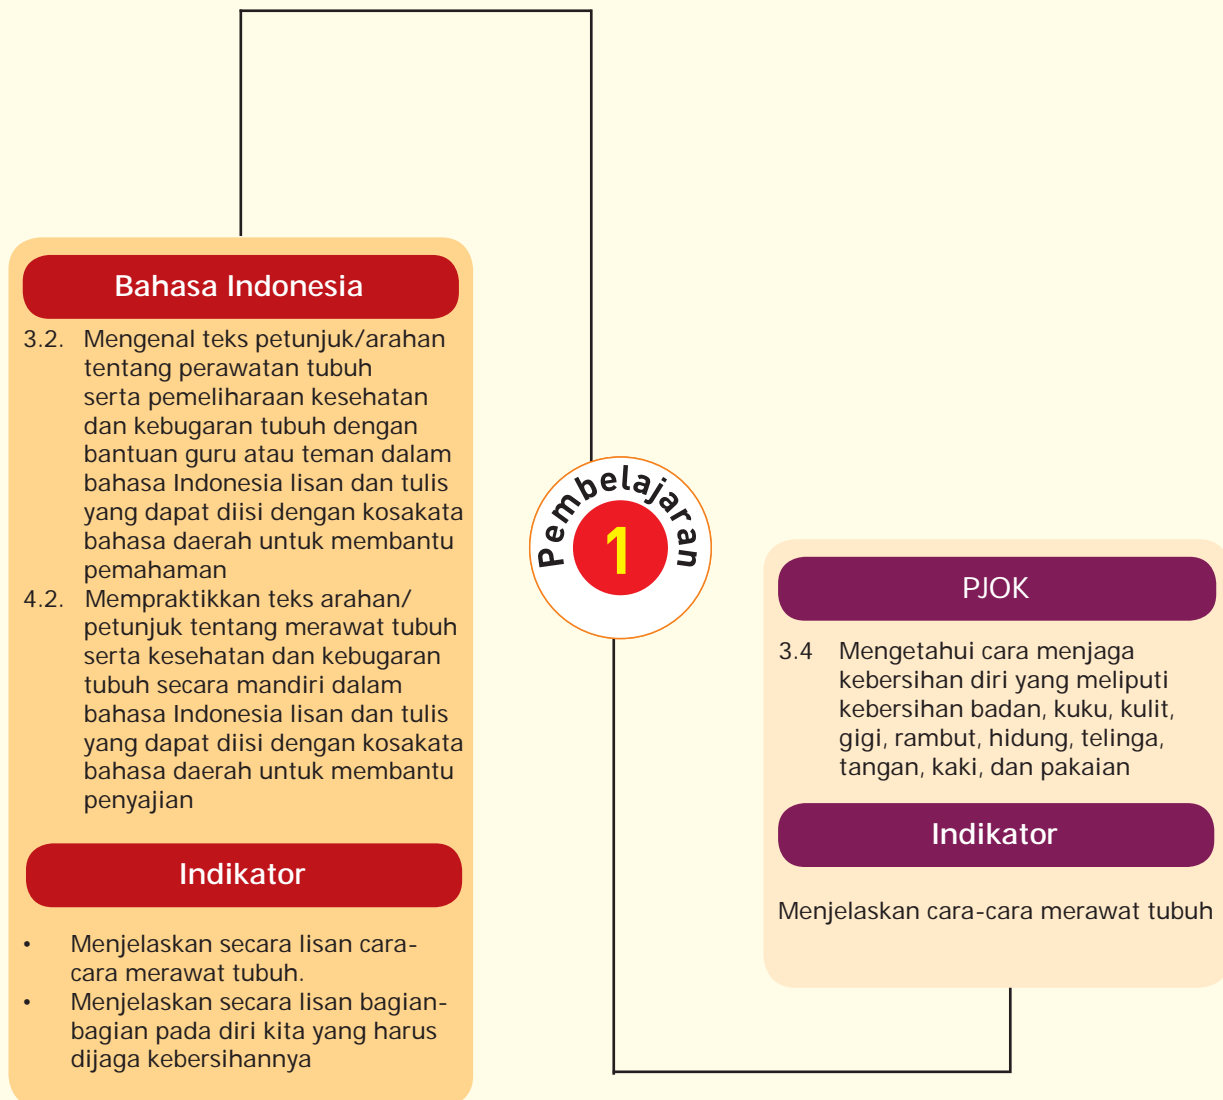 Bahasa Indonesia
3.2. Mengenal teks petunjuk/arahan
tentang perawatan tubuh
serta pemeliharaan kesehatan
dan kebugaran tubuh dengan
bantuan guru atau teman dalam
bahasa Indonesia lisan dan tulis
yang dapat diisi dengan kosakata
bahasa daerah untuk membantu
pemahaman
4.2. Mempraktikkan teks arahan/
petunjuk tentang merawat tubuh
serta kesehatan dan kebugaran
tubuh secara mandiri dalam
bahasa Indonesia lisan dan tulis
yang dapat diisi dengan kosakata
bahasa daerah untuk membantu
penyajian
Indikator
• Menjelaskan secara lisan cara-
cara merawat tubuh.
• Menjelaskan secara lisan bagian-
bagian pada diri kita yang harus
dijaga kebersihannya
Pembelajaran
1
PJOK
3.4 Mengetahui cara menjaga
kebersihan diri yang meliputi
kebersihan badan, kuku, kulit,
gigi, rambut, hidung, telinga,
tangan, kaki, dan pakaian
Indikator
Menjelaskan cara-cara merawat tubuh